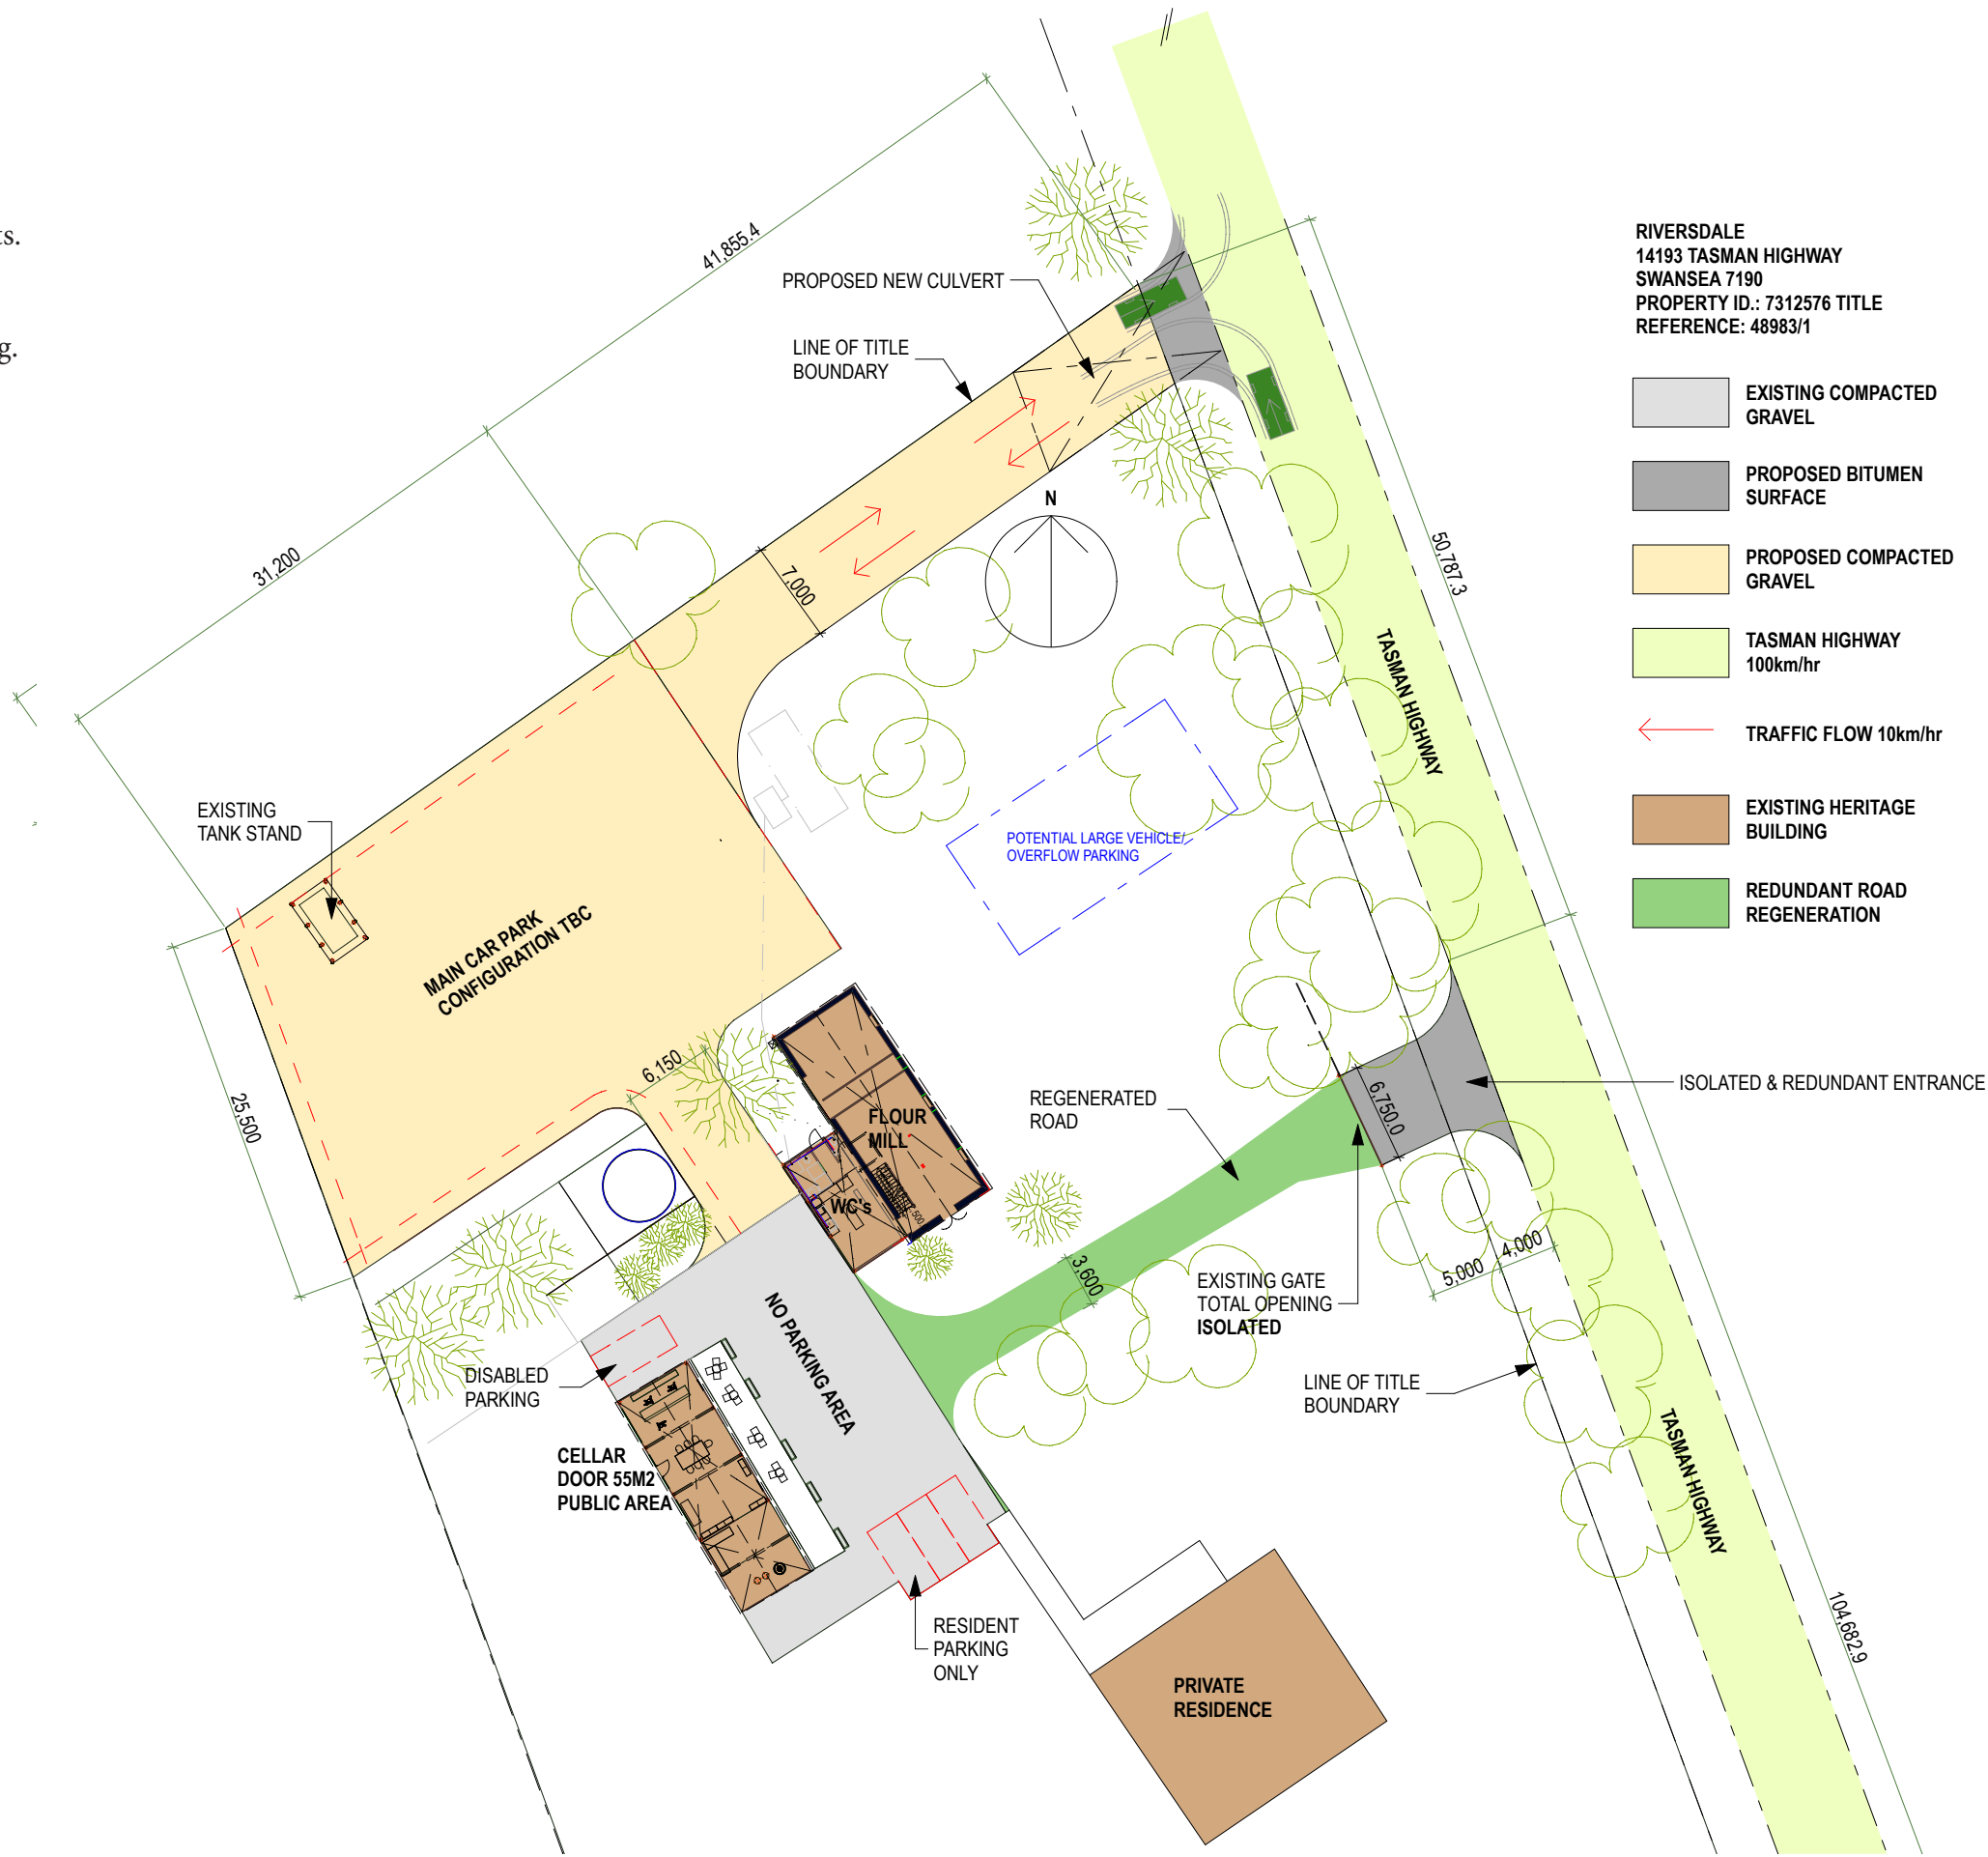 ts.
g.
RIVERSDALE
14193 TASMAN HIGHWAY
SWANSEA 7190
PROPERTY ID.: 7312576 TITLE
REFERENCE: 48983/1
EXISTING COMPACTED
GRAVEL
PROPOSED BITUMEN
SURFACE
PROPOSED COMPACTED
GRAVEL
TASMAN HIGHWAY
100km/hr
TRAFFIC FLOW 10km/hr
EXISTING HERITAGE
BUILDING
REDUNDANT ROAD
REGENERATION
41,855.4
PROPOSED NEW CULVERT
LINE OF TITLE
BOUNDARY
N
31,200
7,000
50,787.3
TASMAN HIGHWAY
EXISTING
TANK STAND
POTENTIAL LARGE VEHICLE/
OVERFLOW PARKING
MAIN CAR PARK
CONFIGURATION TBC
6,150
25,500
FLOUR
MILL
WC's
,500
REGENERATED
ROAD
6,750.0
ISOLATED & REDUNDANT ENTRANCE
3,600
5,000
4,000
EXISTING GATE
TOTAL OPENING
ISOLATED
NO PARKING AREA
DISABLED
PARKING
LINE OF TITLE
BOUNDARY
CELLAR
DOOR 55M2
PUBLIC AREA
TASMAN HIGHWAY
RESIDENT
PARKING
ONLY
PRIVATE
RESIDENCE
104,682.9